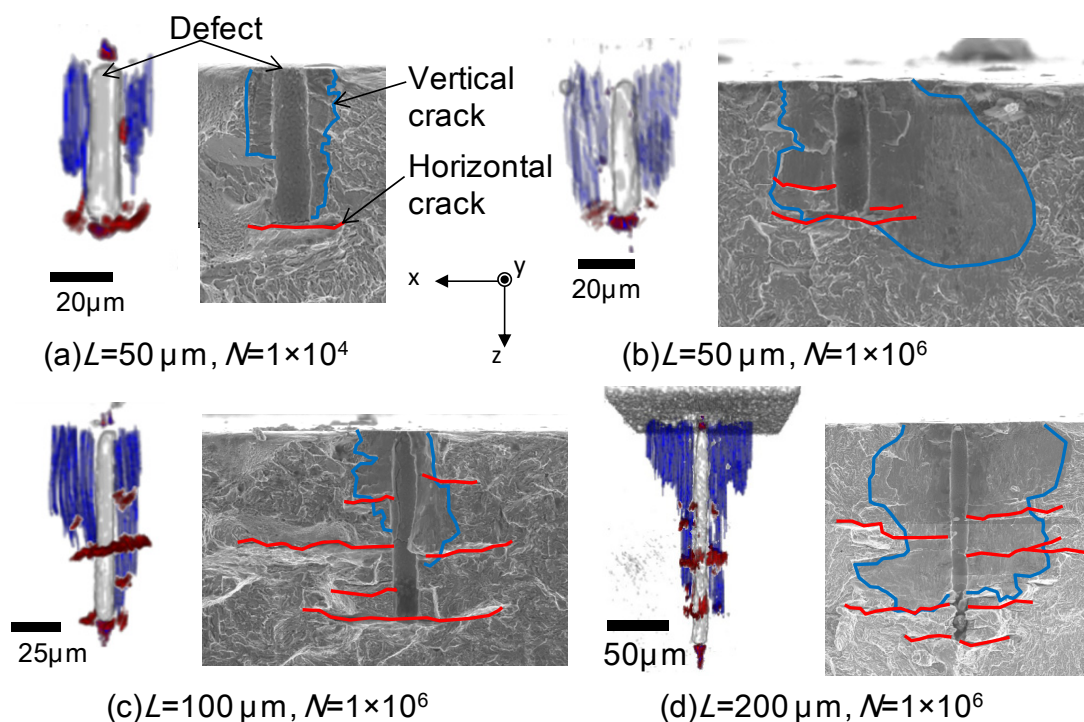 Defect
Vertical
crack
Horizontal
crack
20µm
x
y
z
20µm
(a)L=50 µm, N=1×10⁴
(b)L=50 µm, N=1×10⁶
25µm
50µm
(c)L=100 µm, N=1×10⁶
(d)L=200 µm, N=1×10⁶